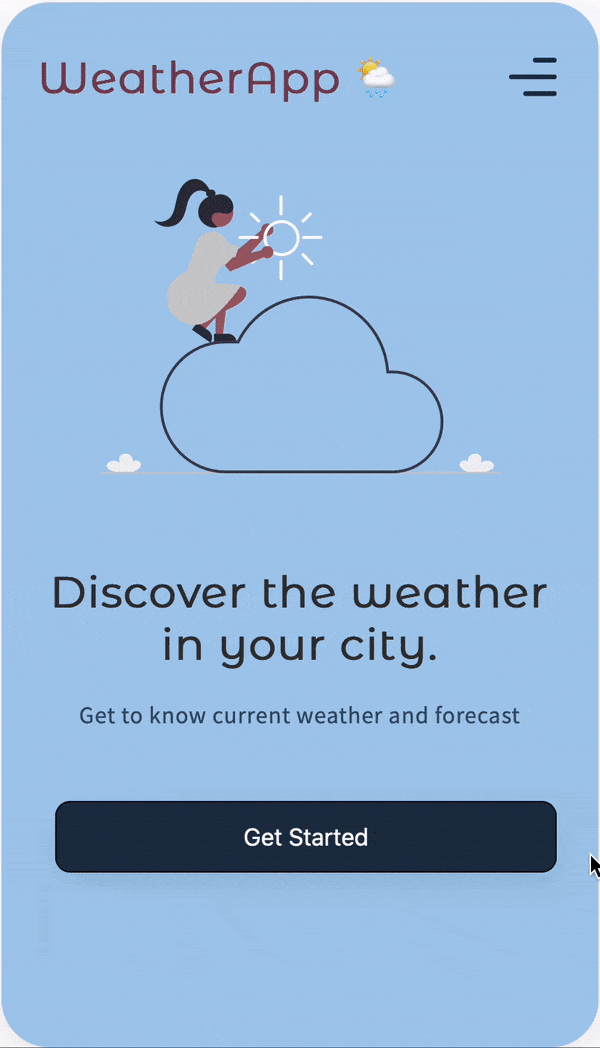 WeatherApp
Discover the weather
in your city.
Get to know current weather and forecast
Get Started